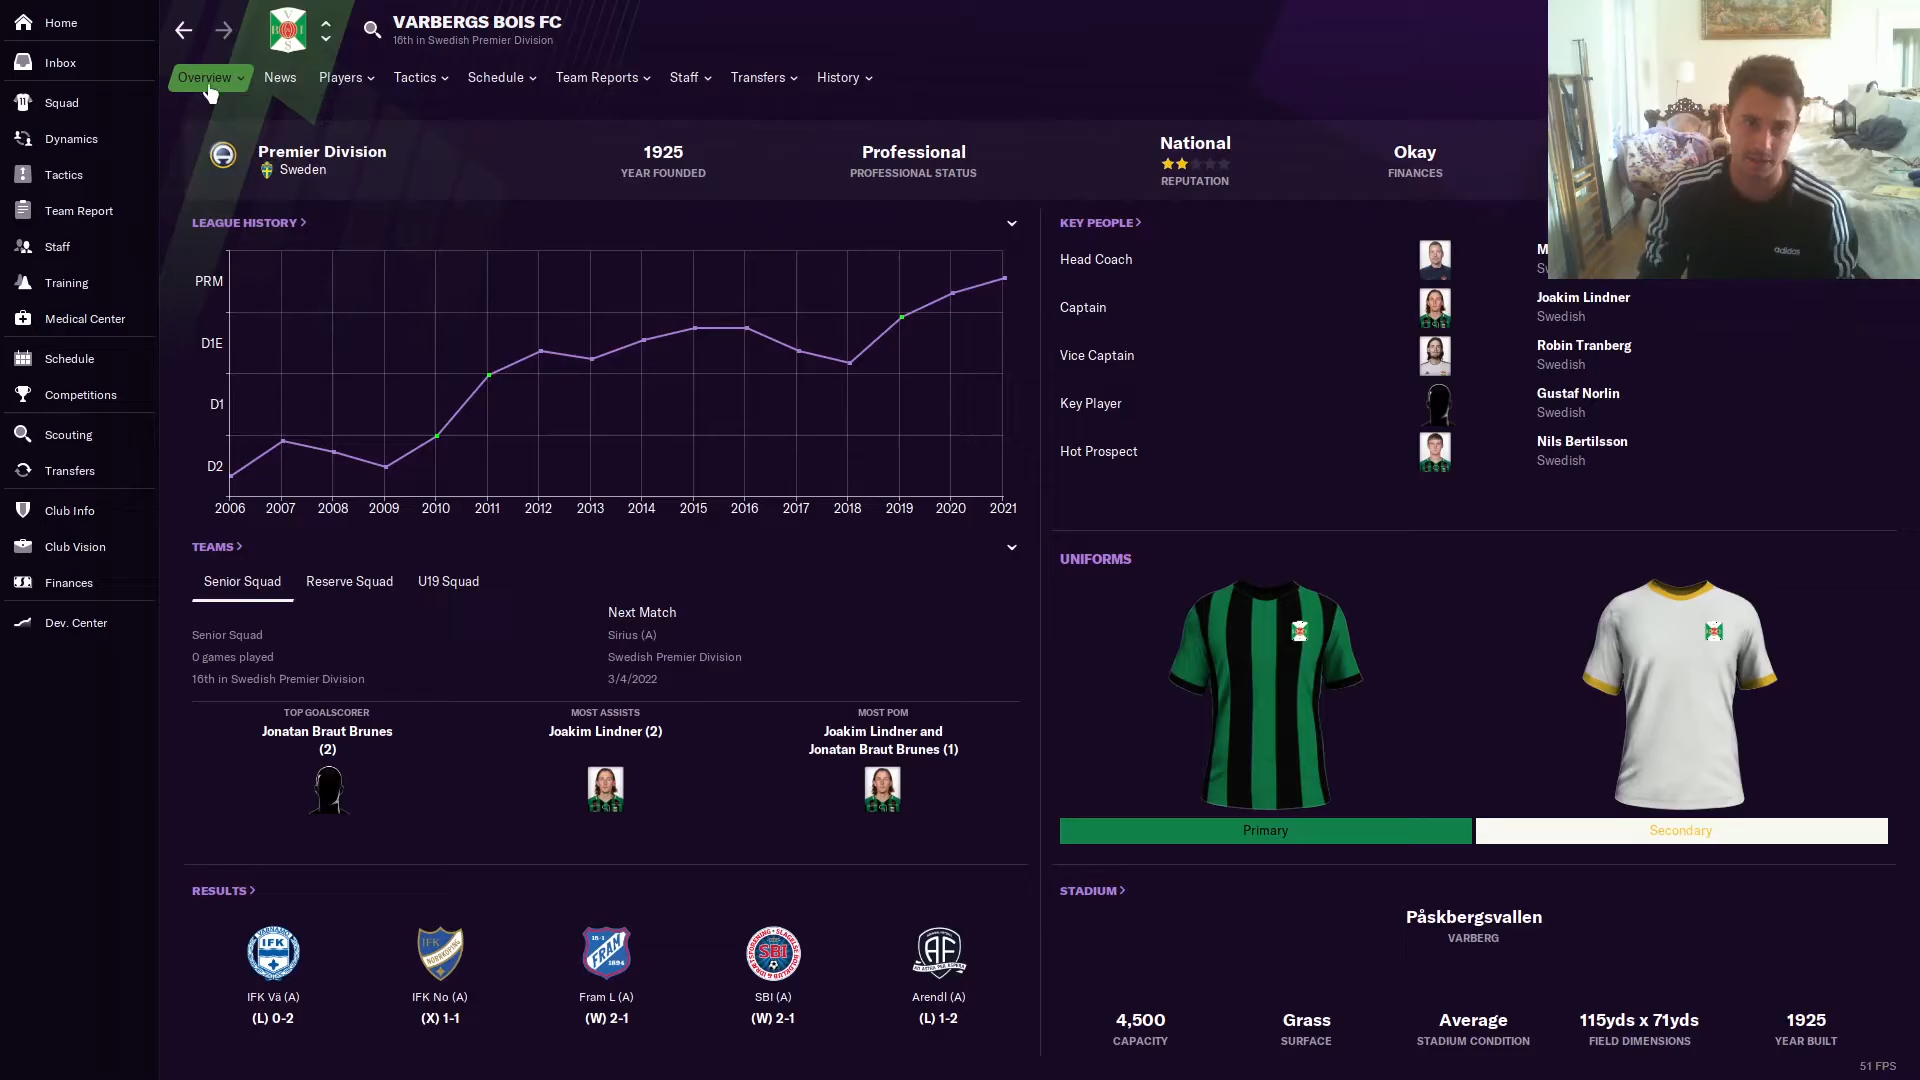 Home
Inbox
Squad
Dynamics
Tactics
Team Report
Staff
Training
Medical Center
Schedule
Competitions
Scouting
Transfers
Club Info
Club Vision
Finances
Dev. Center
VARBERGS BOIS FC
16th in Swedish Premier Division
Overview News Players Tactics Schedule Team Reports Staff Transfers History
Premier Division
Sweden
1925
YEAR FOUNDED
Professional
PROFESSIONAL STATUS
National
REPUTATION
Okay
FINANCES
LEAGUE HISTORY
PRM
D1E
D1
D2
2006 2007 2008 2009 2010 2011 2012 2013 2014 2015 2016 2017 2018 2019 2020 2021
KEY PEOPLE
Head Coach
Captain
Joakim Lindner
Swedish
Vice Captain
Robin Tranberg
Swedish
Key Player
Gustaf Norlin
Swedish
Hot Prospect
Nils Bertilsson
Swedish
adidas
TEAMS
Senior Squad Reserve Squad U19 Squad
Senior Squad
0 games played
16th in Swedish Premier Division
Next Match
Sirius (A)
Swedish Premier Division
3/4/2022
TOP GOALSCORER
Jonatan Braut Brunes
(2)
MOST ASSISTS
Joakim Lindner (2)
MOST POM
Joakim Lindner and
Jonatan Braut Brunes (1)
UNIFORMS
Primary
Secondary
RESULTS
IFK Vä (A)
(L) 0-2
IFK No (A)
(X) 1-1
Fram L (A)
(W) 2-1
SBI (A)
(W) 2-1
Arendl (A)
(L) 1-2
STADIUM
Påskbergsvallen
VARBERG
4,500
CAPACITY
Grass
SURFACE
Average
STADIUM CONDITION
115yds x 71yds
FIELD DIMENSIONS
1925
YEAR BUILT
51 FPS